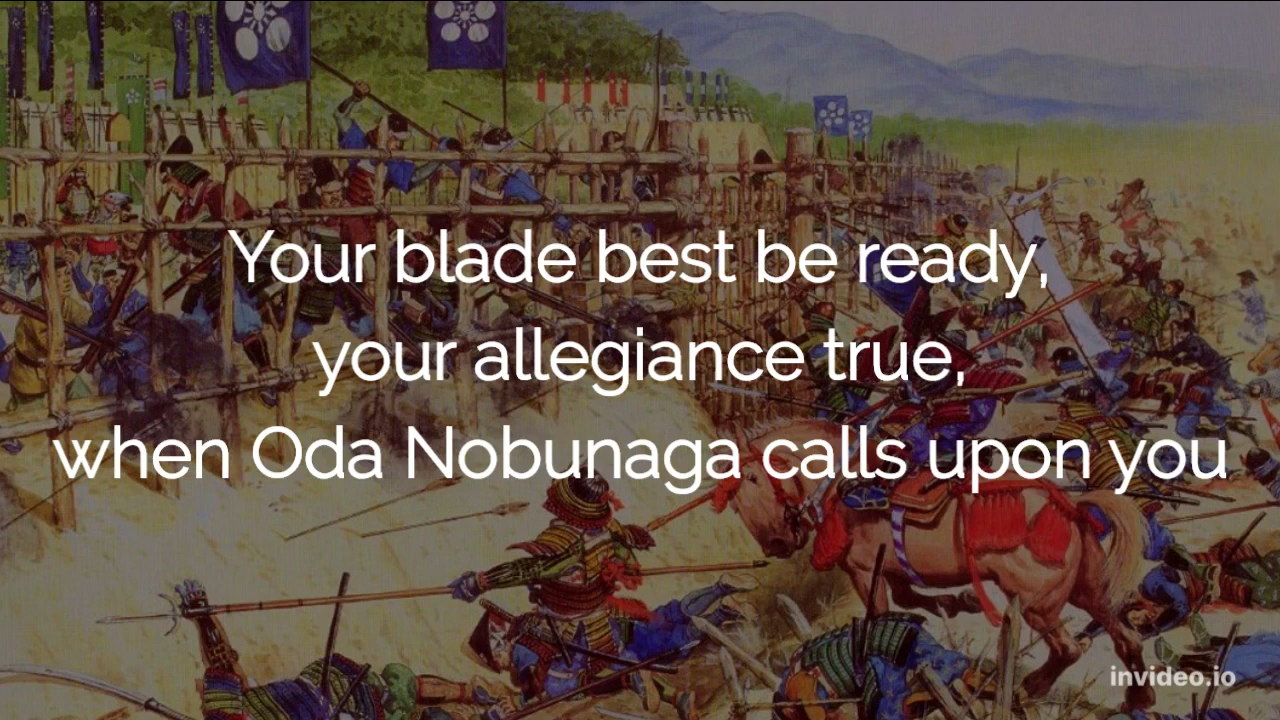 Your blade best be ready,
your allegiance true,
when Oda Nobunaga calls upon you
invideo.io